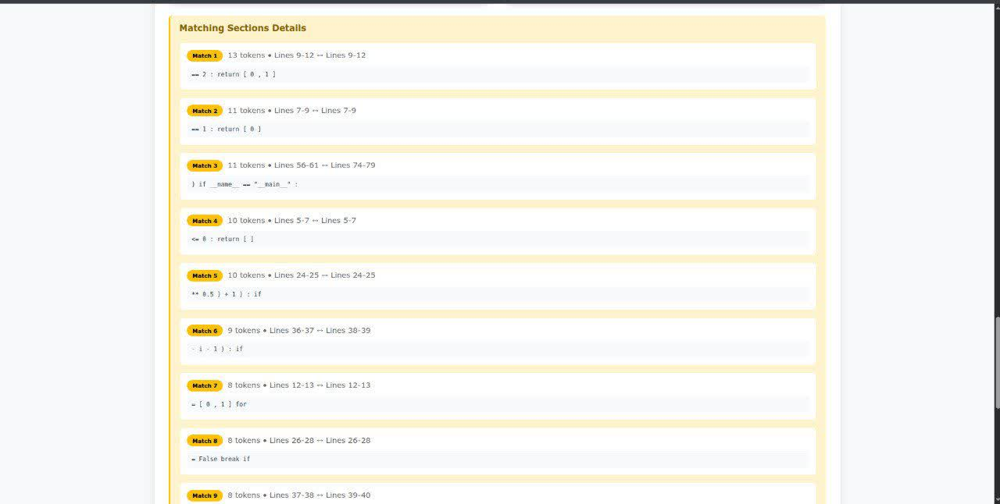 Matching Sections Details
Match 1 13 tokens • Lines 9-12 ↔ Lines 9-12
== 2 : return [ 0 , 1 ]
Match 2 11 tokens • Lines 7-9 ↔ Lines 7-9
== 1 : return [ 0 ]
Match 3 11 tokens • Lines 56-61 ↔ Lines 74-79
) if __name__ == "__main__" :
Match 4 10 tokens • Lines 5-7 ↔ Lines 5-7
<= 0 : return [ ]
Match 5 10 tokens • Lines 24-25 ↔ Lines 24-25
** 0.5 ) + 1 ) : if
Match 6 9 tokens • Lines 36-37 ↔ Lines 38-39
- i - 1 ) : if
Match 7 8 tokens • Lines 12-13 ↔ Lines 12-13
= [ 0 , 1 ] for
Match 8 8 tokens • Lines 26-28 ↔ Lines 26-28
= False break if
Match 9 8 tokens • Lines 37-38 ↔ Lines 39-40